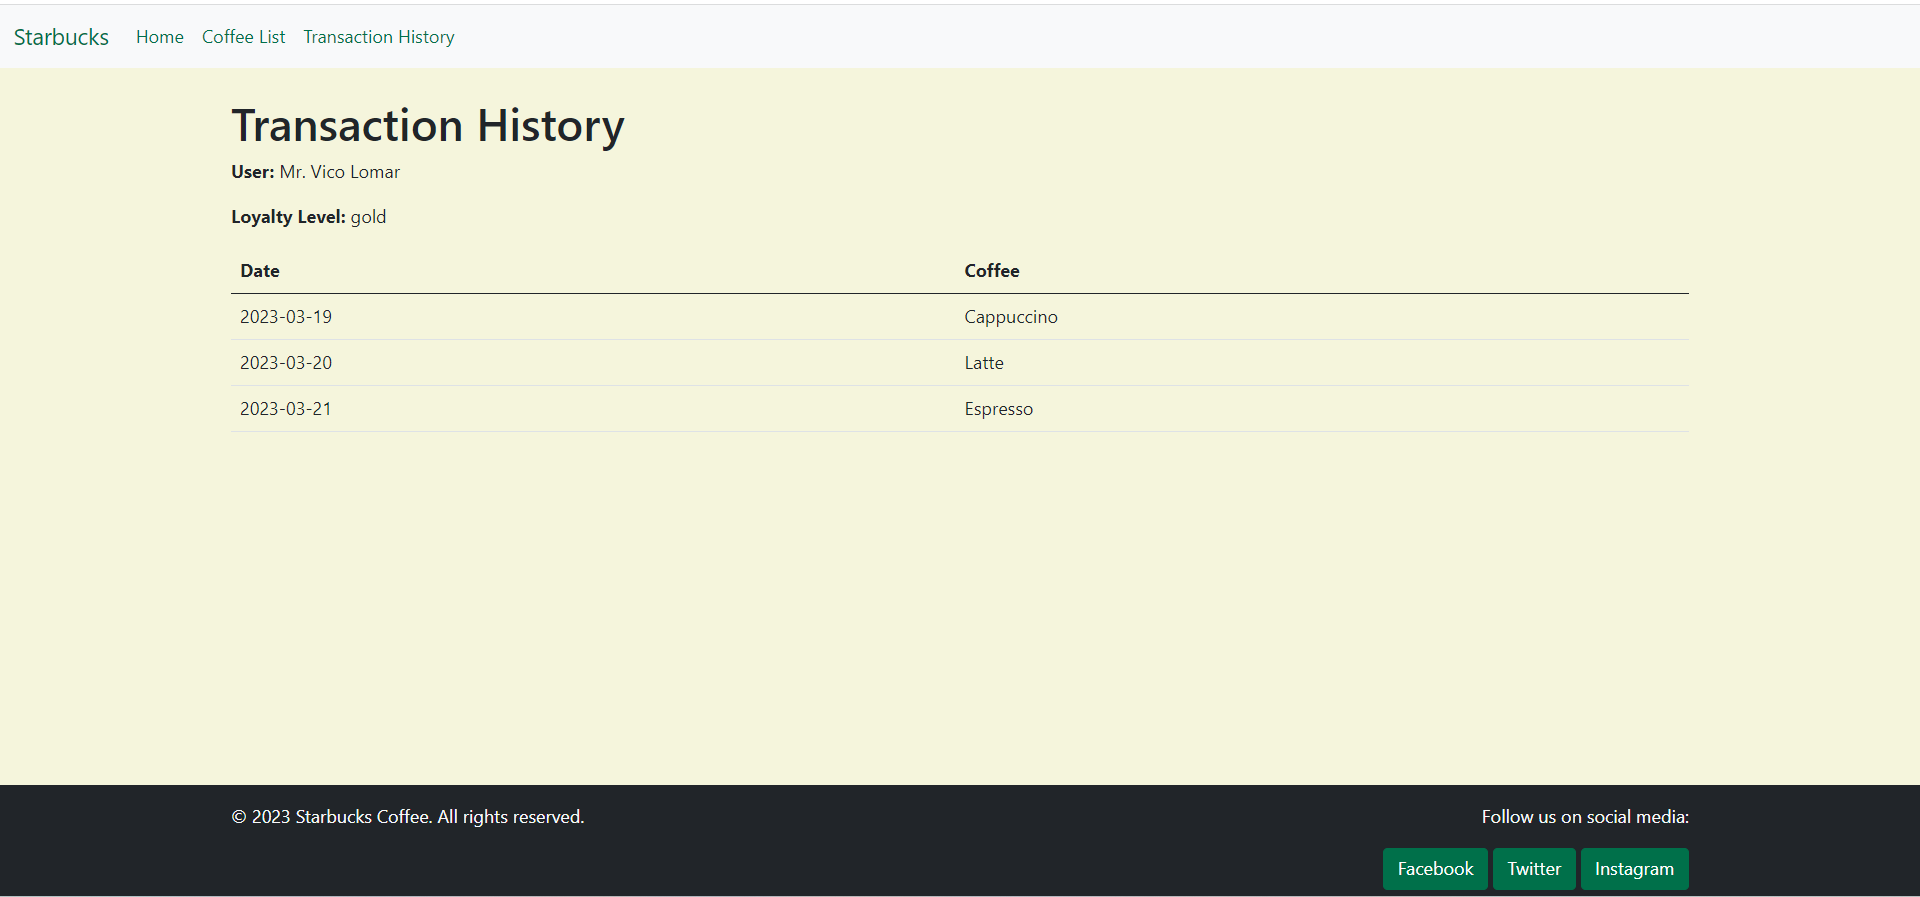 Starbucks Home Coffee List Transaction History
Transaction History
User: Mr. Vico Lomar
Loyalty Level: gold
Date Coffee
2023-03-19 Cappuccino
2023-03-20 Latte
2023-03-21 Espresso
© 2023 Starbucks Coffee. All rights reserved. Follow us on social media:
Facebook Twitter Instagram